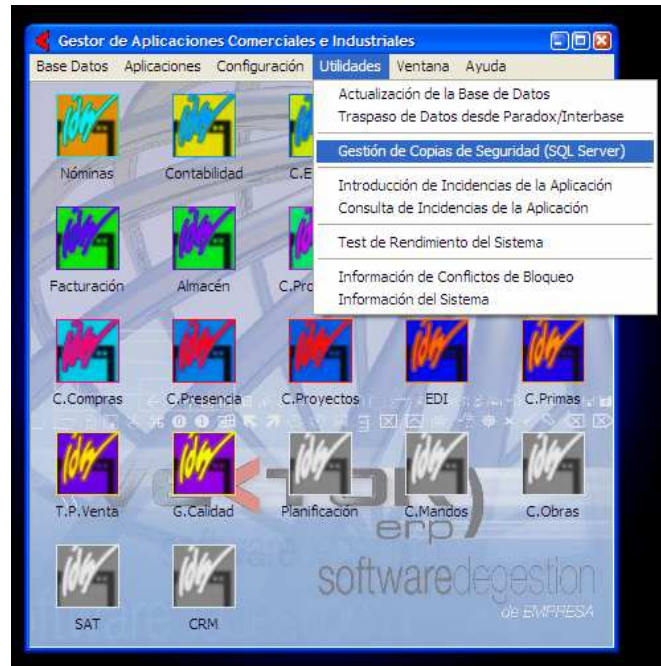 Gestor de Aplicaciones Comerciales e Industriales
Base Datos Aplicaciones Configuración Utilidades Ventana Ayuda
Actualización de la Base de Datos
Traspaso de Datos desde Paradox/Interbase
Gestión de Copias de Seguridad (SQL Server)
Introducción de Incidencias de la Aplicación
Consulta de Incidencias de la Aplicación
Test de Rendimiento del Sistema
Información de Conflictos de Bloqueo
Información del Sistema
Nóminas Contabilidad C.E
Facturación Almacén C.Pro
C.Compras C.Presencia C.Proyectos EDI C.Primas
T.P.Venta G.Calidad Planificación C.Mandos C.Obras
erp
softwaredegestion
de EMPRESA
SAT CRM